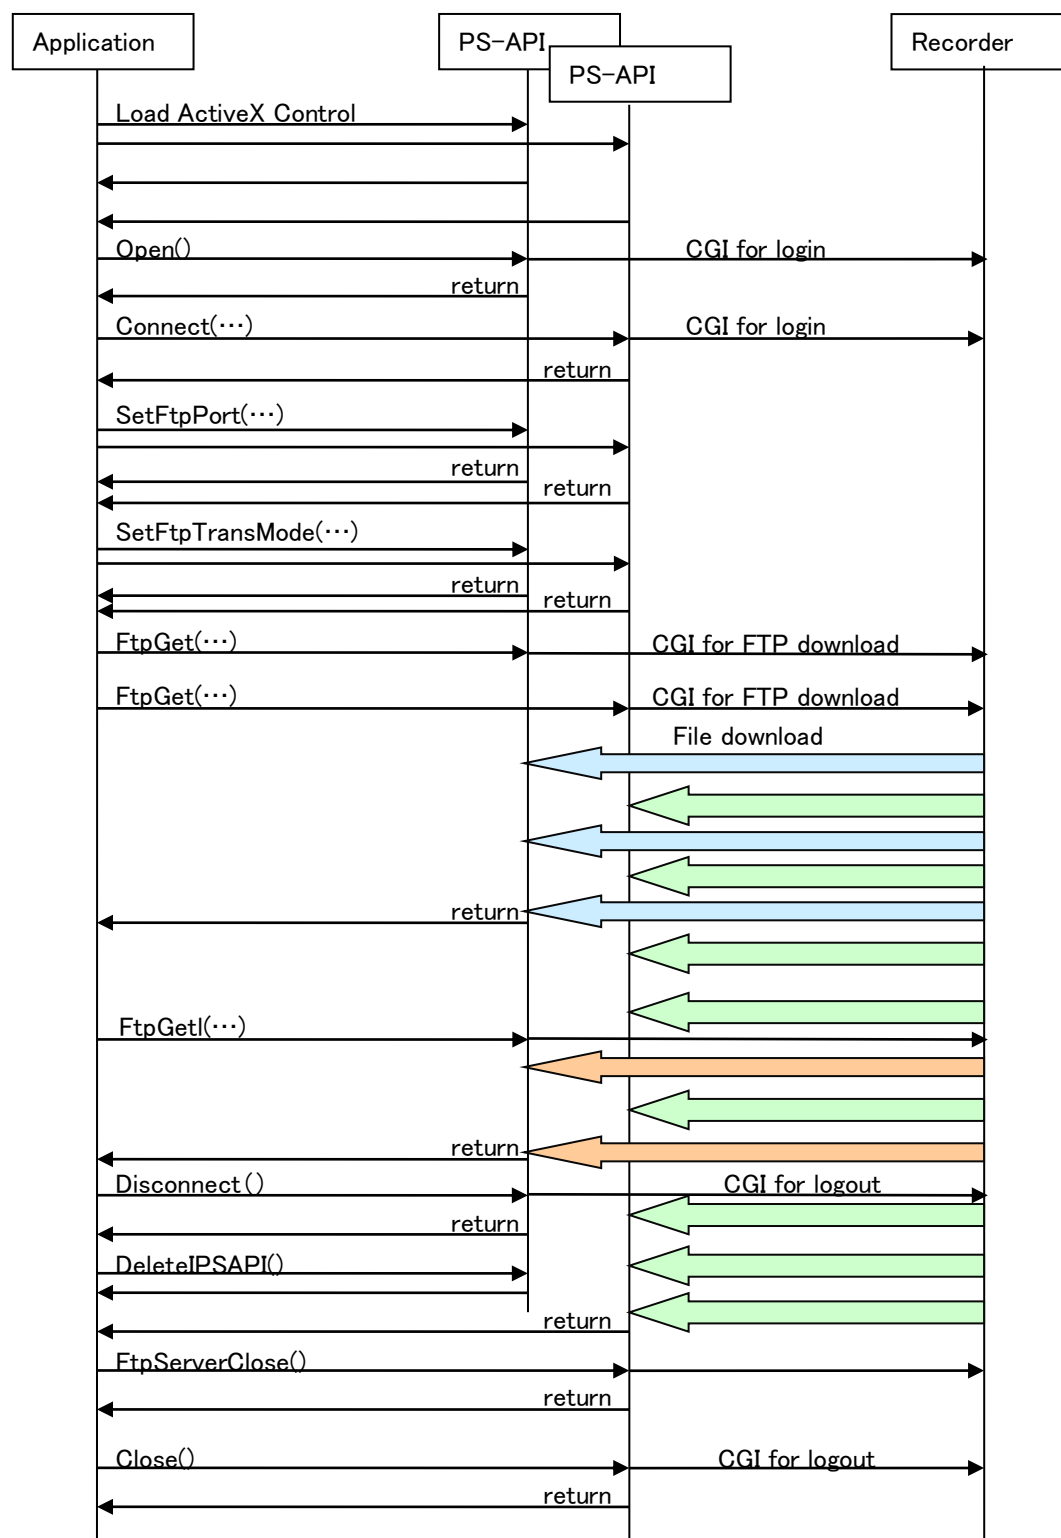 Application
PS-API
PS-API
Recorder
Load ActiveX Control
Open()
CGI for login
return
Connect(･･･)
CGI for login
return
SetFtpPort(･･･)
return
return
SetFtpTransMode(･･･)
return
return
FtpGet(･･･)
CGI for FTP download
FtpGet(･･･)
CGI for FTP download
File download
return
FtpGetl(･･･)
return
Disconnect()
CGI for logout
return
DeleteIPSAPI()
return
FtpServerClose()
return
Close()
CGI for logout
return